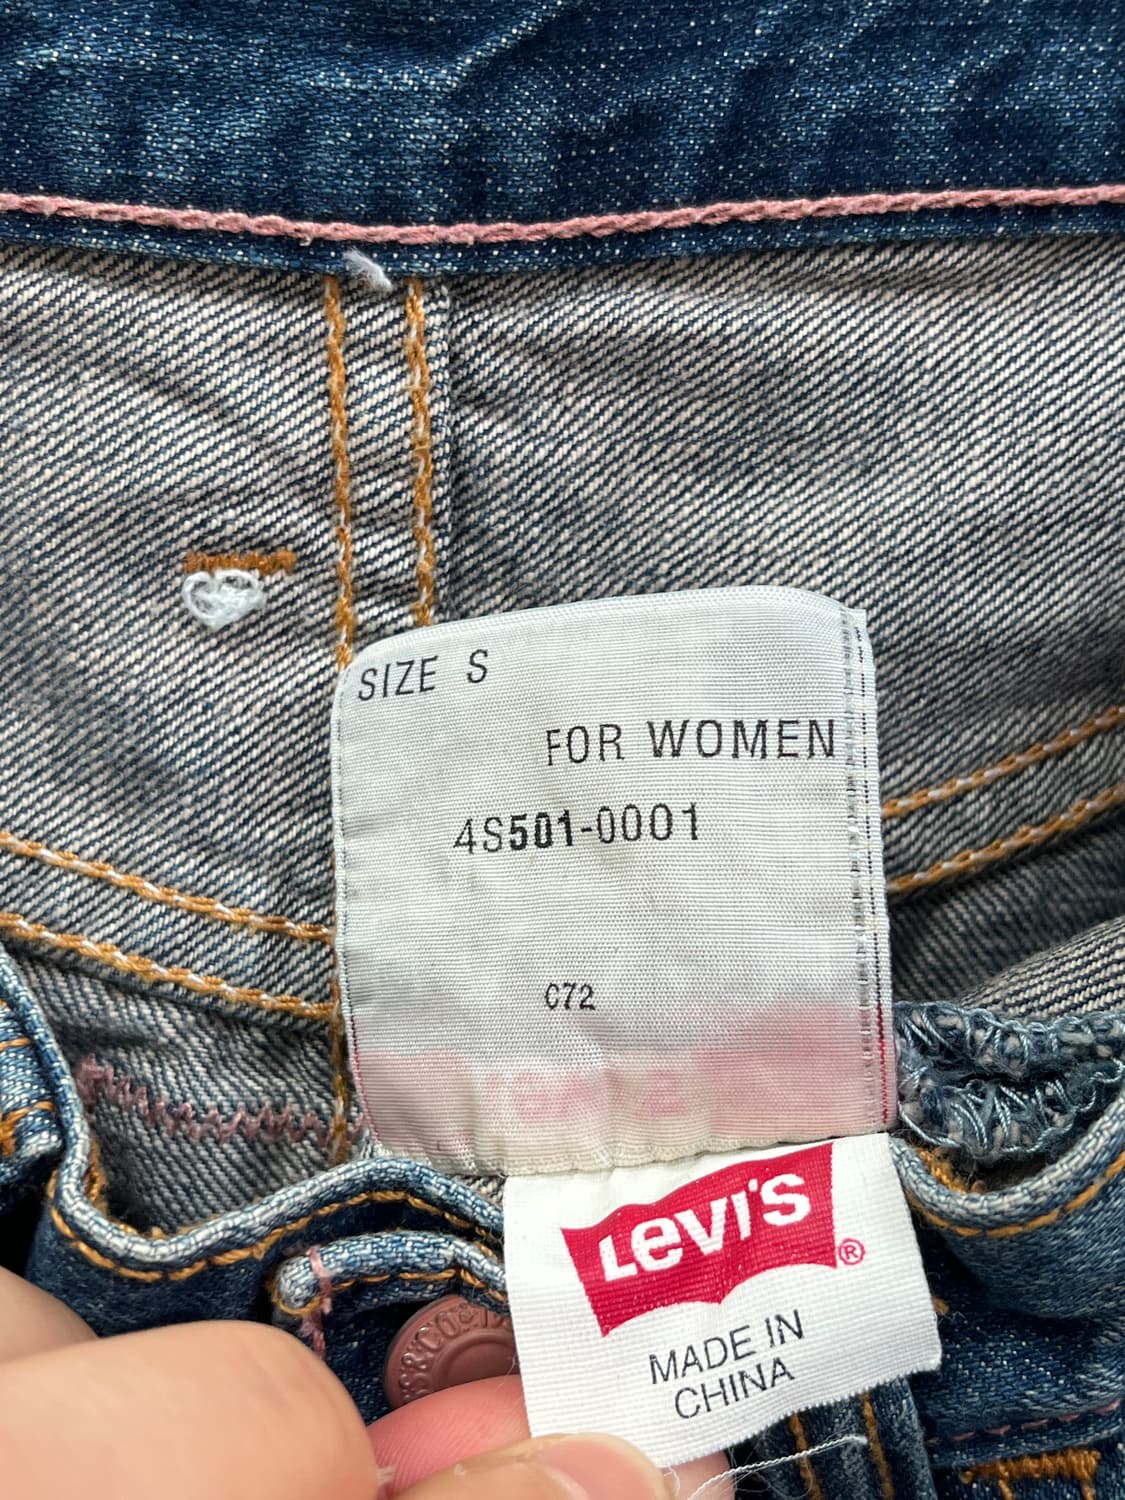 SIZE S
FOR WOMEN
4S501-0001
C72
LEVI'S ®
MADE IN
CHINA